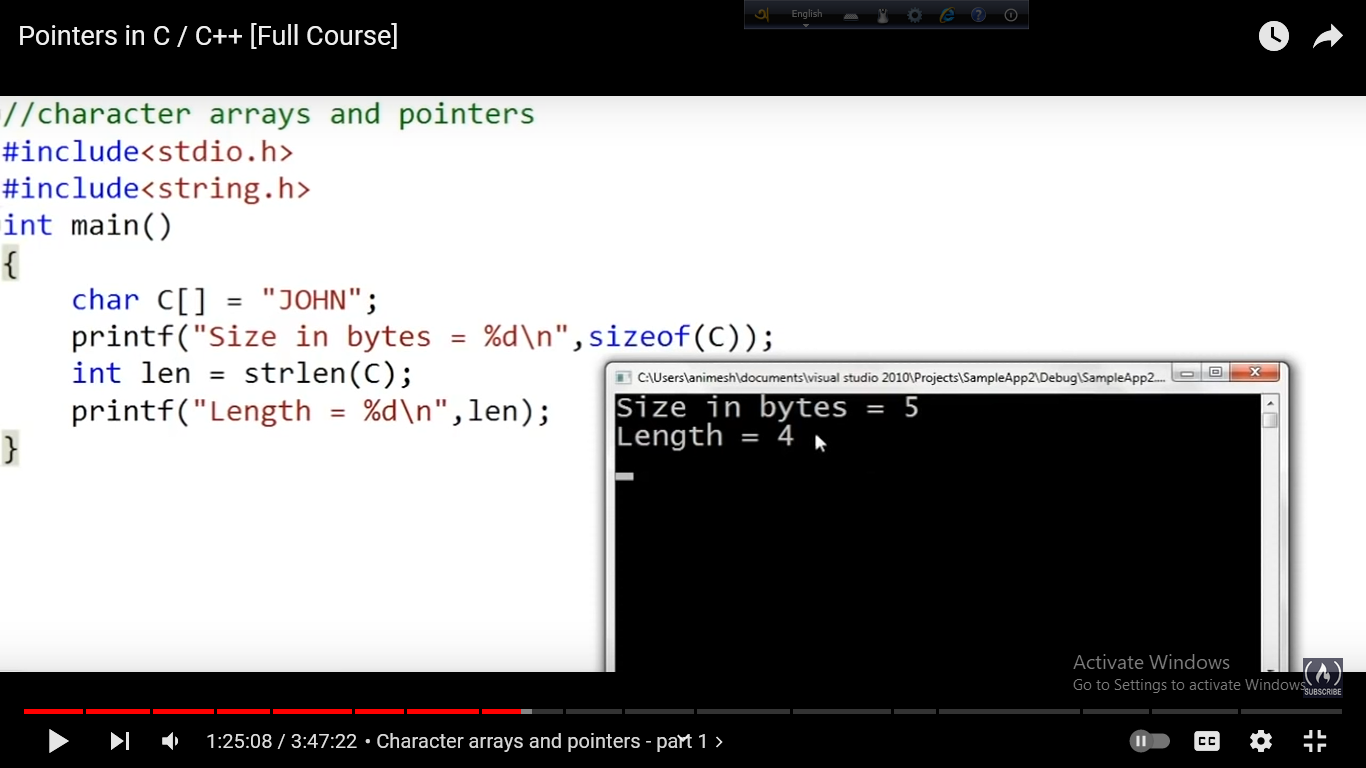 English
Pointers in C / C++ [Full Course]
//character arrays and pointers
#include<stdio.h>
#include<string.h>
int main()
{
char C[] = "JOHN";
printf("Size in bytes = %d\n",sizeof(C));
int len = strlen(C);
printf("Length = %d\n",len);
}
C:\Users\animesh\documents\visual studio 2010\Projects\SampleApp2\Debug\SampleApp2....
Size in bytes = 5
Length = 4
Activate Windows
Go to Settings to activate Windows.
SUBSCRIBE
1:25:08 / 3:47:22 • Character arrays and pointers - part 1 >
CC